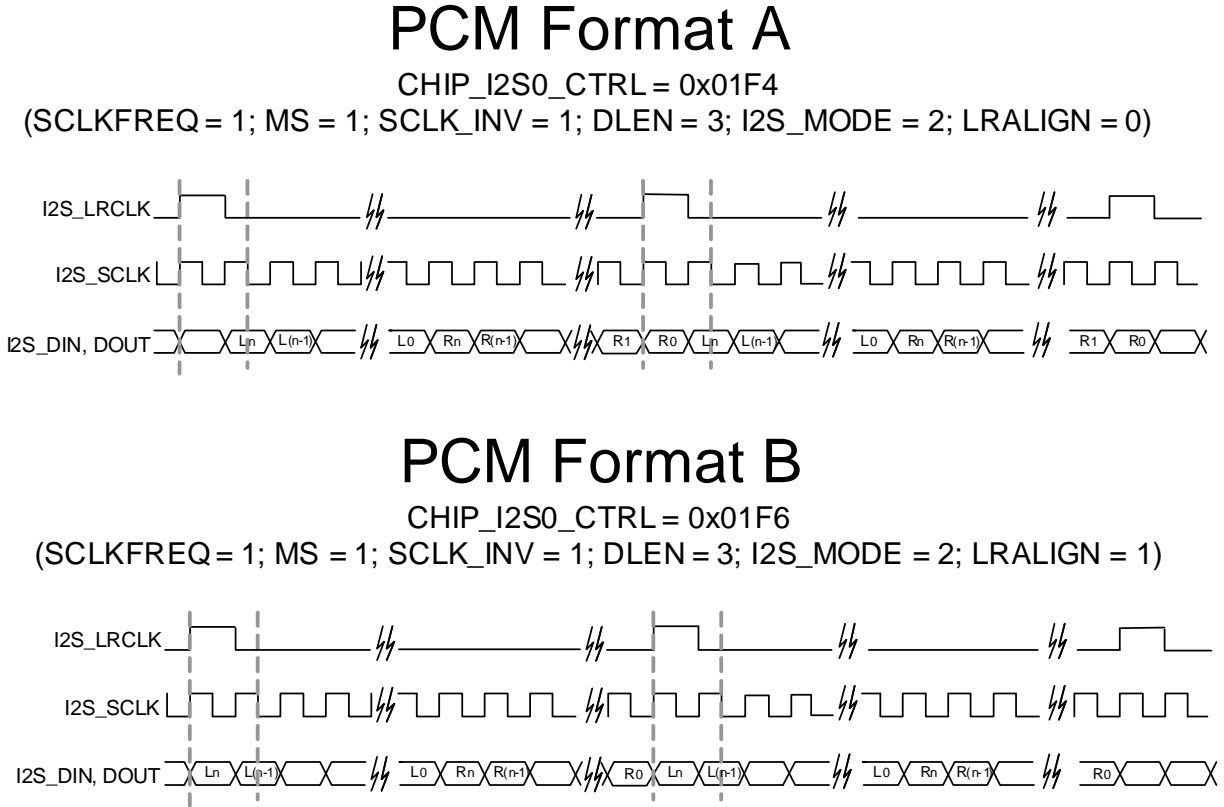 PCM Format A
CHIP_I2S0_CTRL = 0x01F4
(SCLKFREQ = 1; MS = 1; SCLK_INV = 1; DLEN = 3; I2S_MODE = 2; LRALIGN = 0)
I2S_LRCLK
I2S_SCLK
I2S_DIN, DOUT Ln L(n-1) L0 Rn R(n-1) R1 R0 Ln L(n-1) L0 Rn R(n-1) R1 R0
PCM Format B
CHIP_I2S0_CTRL = 0x01F6
(SCLKFREQ = 1; MS = 1; SCLK_INV = 1; DLEN = 3; I2S_MODE = 2; LRALIGN = 1)
I2S_LRCLK
I2S_SCLK
I2S_DIN, DOUT Ln L(n-1) L0 Rn R(n-1) R0 Ln L(n-1) L0 Rn R(n-1) R0